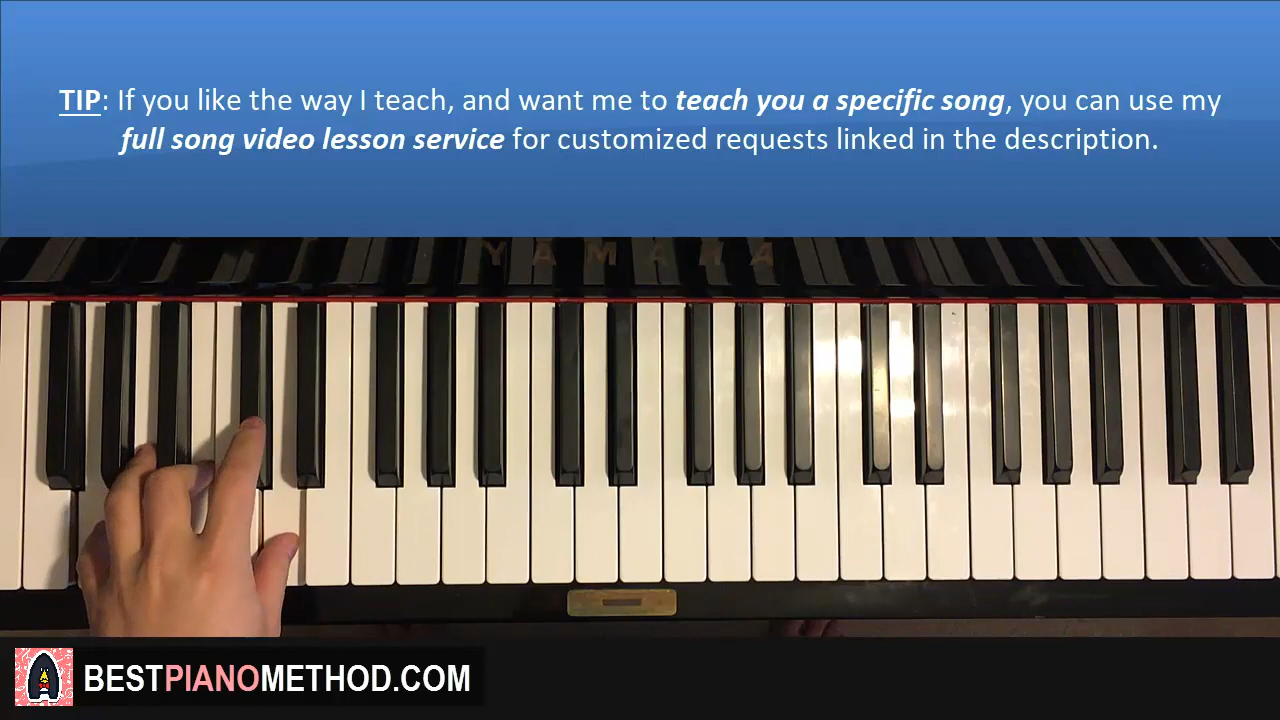 TIP: If you like the way I teach, and want me to teach you a specific song, you can use my
full song video lesson service for customized requests linked in the description.
YAMAHA
BESTPIANOMETHOD.COM